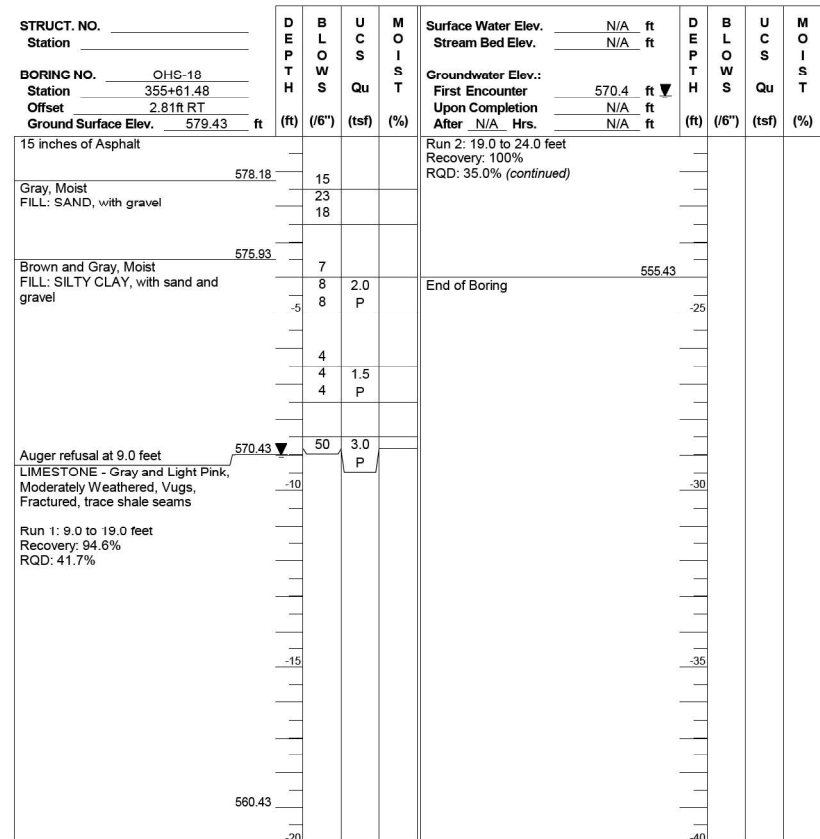 STRUCT. NO.
Station
BORING NO. OHS-18
Station 355+61.48
Offset 2.81ft RT
Ground Surface Elev. 579.43 ft
DEPTH (ft)
BLOWS (/6")
UCS Qu (tsf)
MOIST (%)
Surface Water Elev. N/A ft
Stream Bed Elev. N/A ft
Groundwater Elev.:
First Encounter 570.4 ft ▼
Upon Completion N/A ft
After N/A Hrs. N/A ft
DEPTH (ft)
BLOWS (/6")
UCS Qu (tsf)
MOIST (%)
15 inches of Asphalt
578.18
15
Gray, Moist
23
FILL: SAND, with gravel
18
575.93
7
Brown and Gray, Moist
FILL: SILTY CLAY, with sand and
8 2.0
gravel
-5 8 P
4
4 1.5
4 P
Auger refusal at 9.0 feet
570.43 ▼ 50 3.0
P
LIMESTONE - Gray and Light Pink,
Moderately Weathered, Vugs,
-10
Fractured, trace shale seams
Run 1: 9.0 to 19.0 feet
Recovery: 94.6%
RQD: 41.7%
-15
560.43
-20
Run 2: 19.0 to 24.0 feet
Recovery: 100%
RQD: 35.0% (continued)
555.43
End of Boring
-25
-30
-35
-40